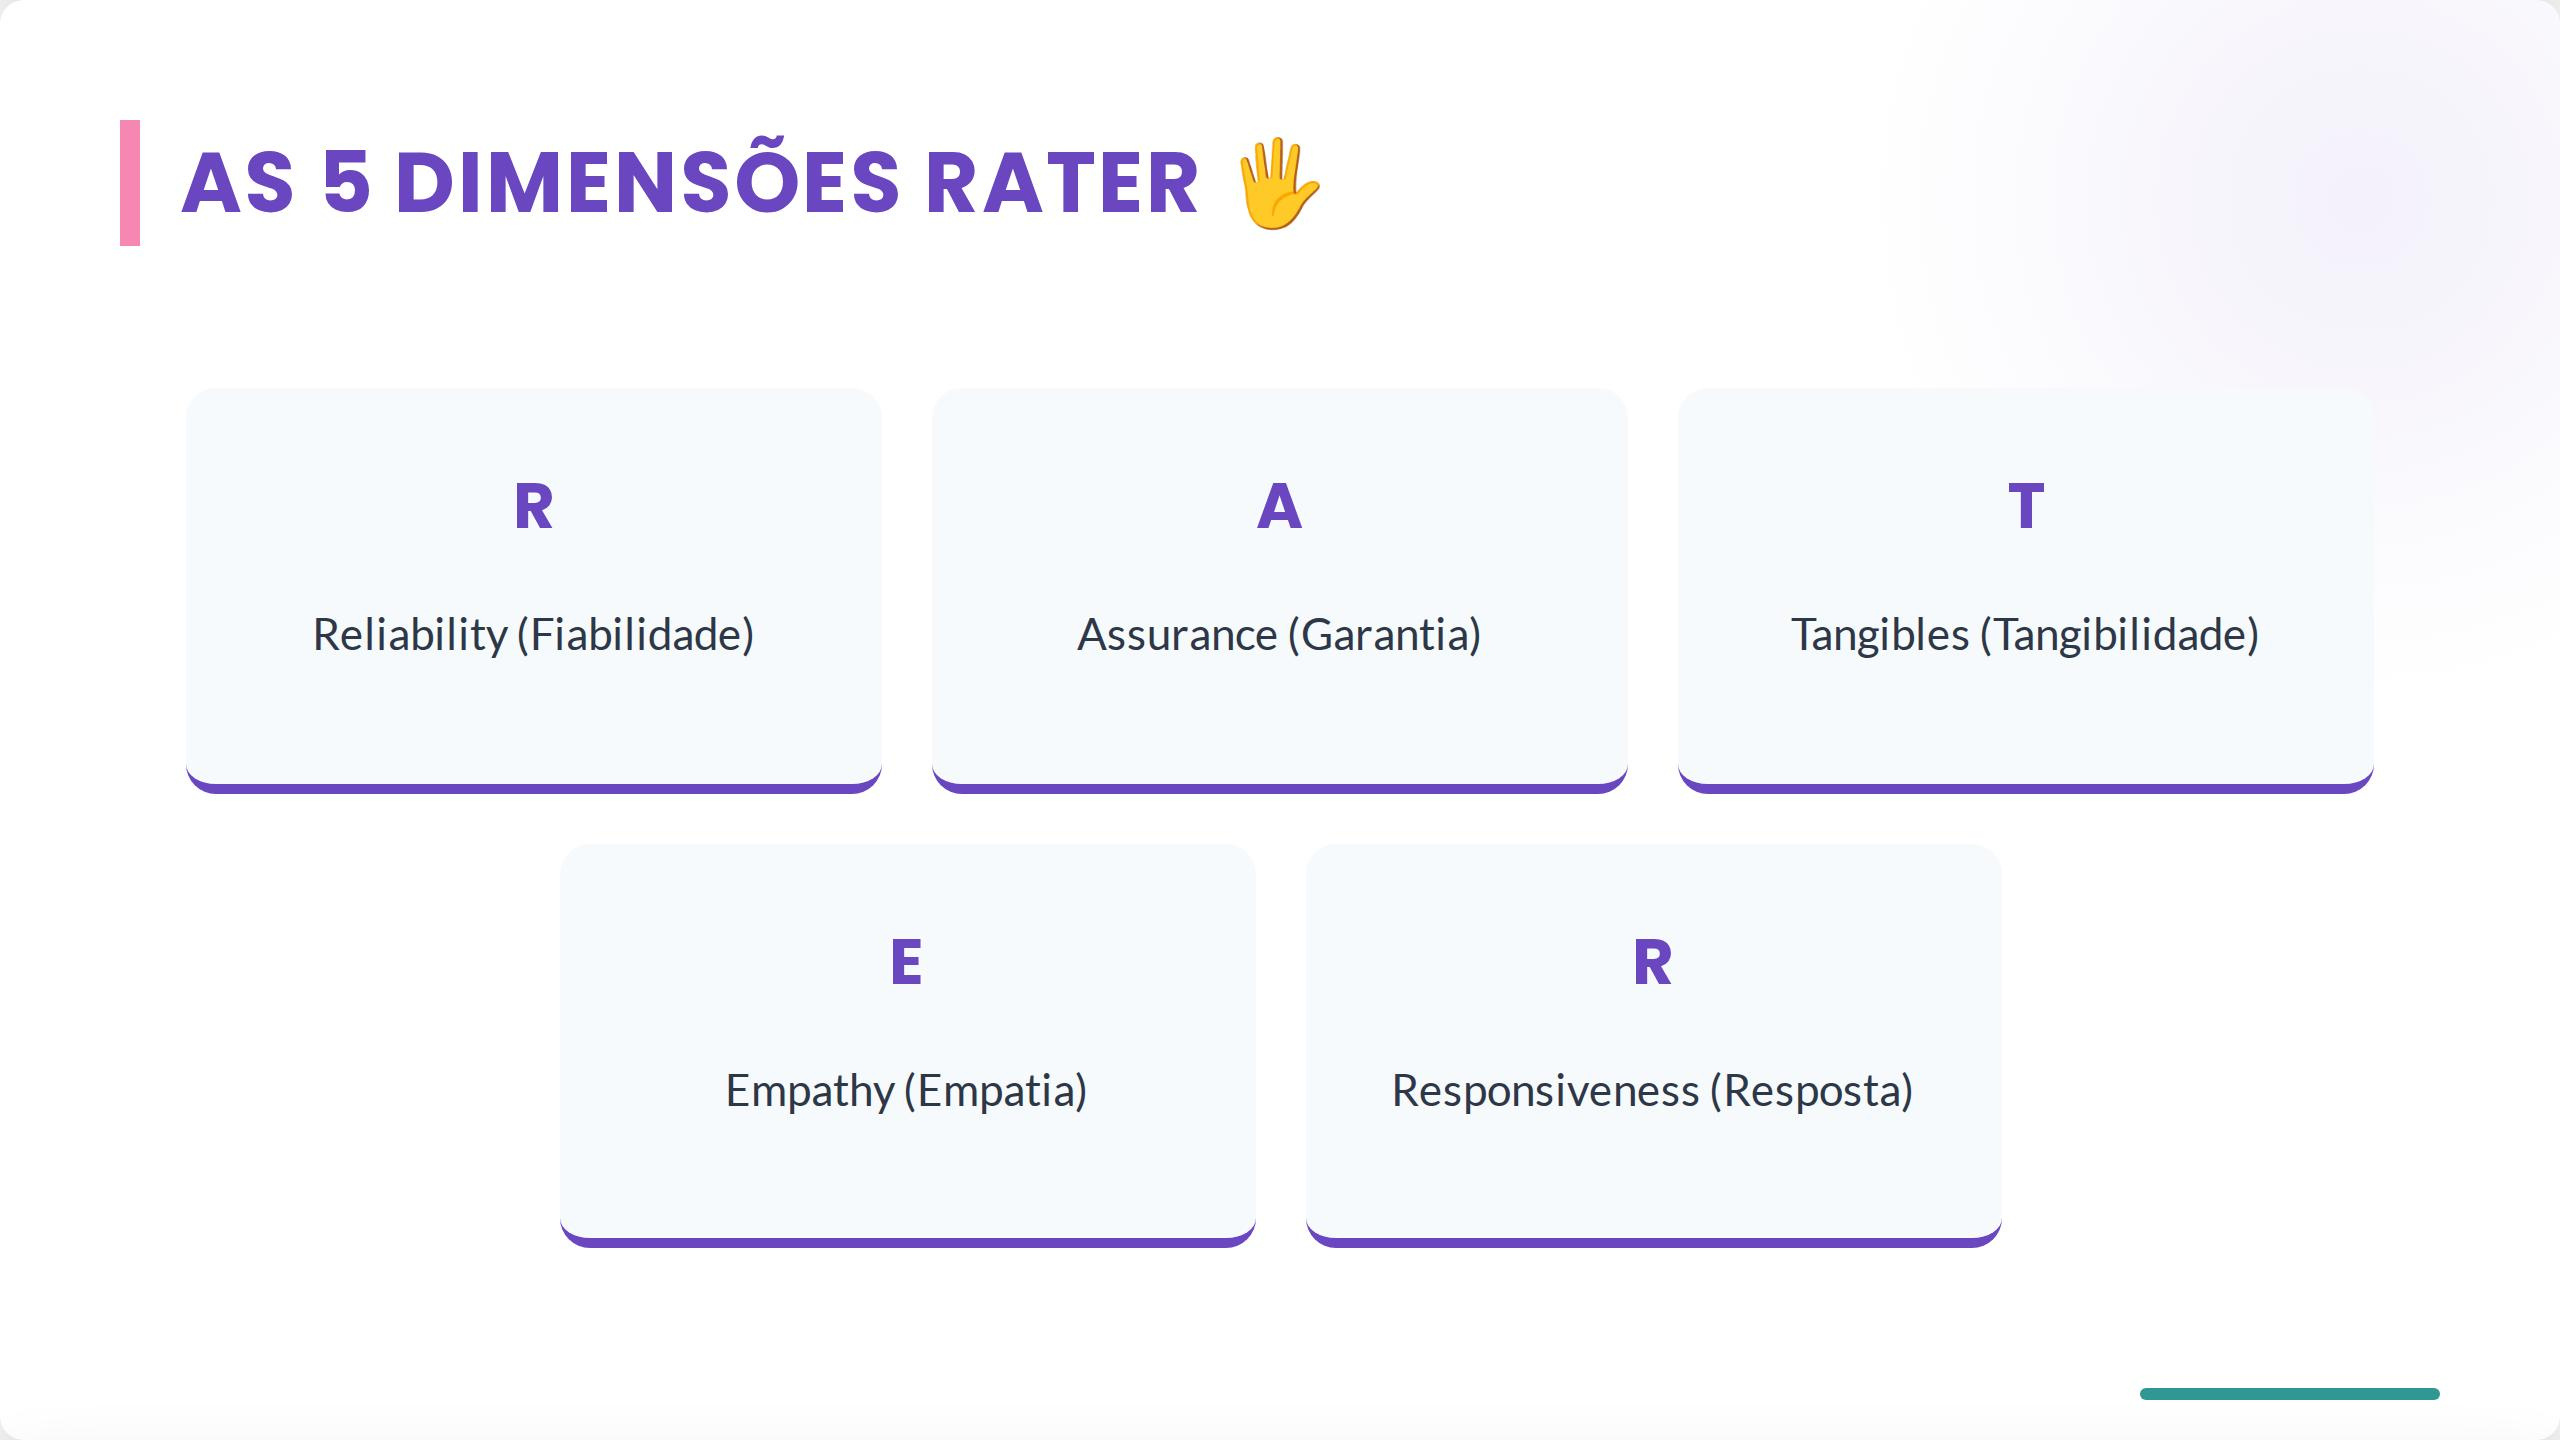 AS 5 DIMENSÕES RATER 🖐️
R
Reliability (Fiabilidade)
A
Assurance (Garantia)
T
Tangibles (Tangibilidade)
E
Empathy (Empatia)
R
Responsiveness (Resposta)